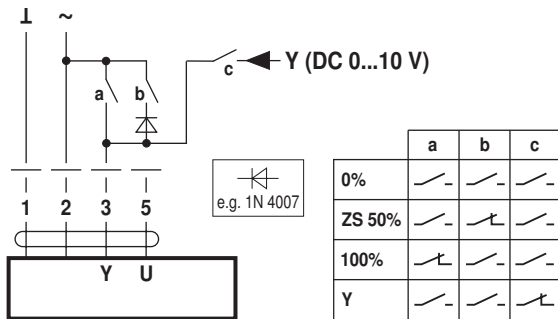 ⊥ ~
a b c Y (DC 0...10 V)
e.g. 1N 4007
1 2 3 5
Y U
a b c
0%
ZS 50%
100%
Y